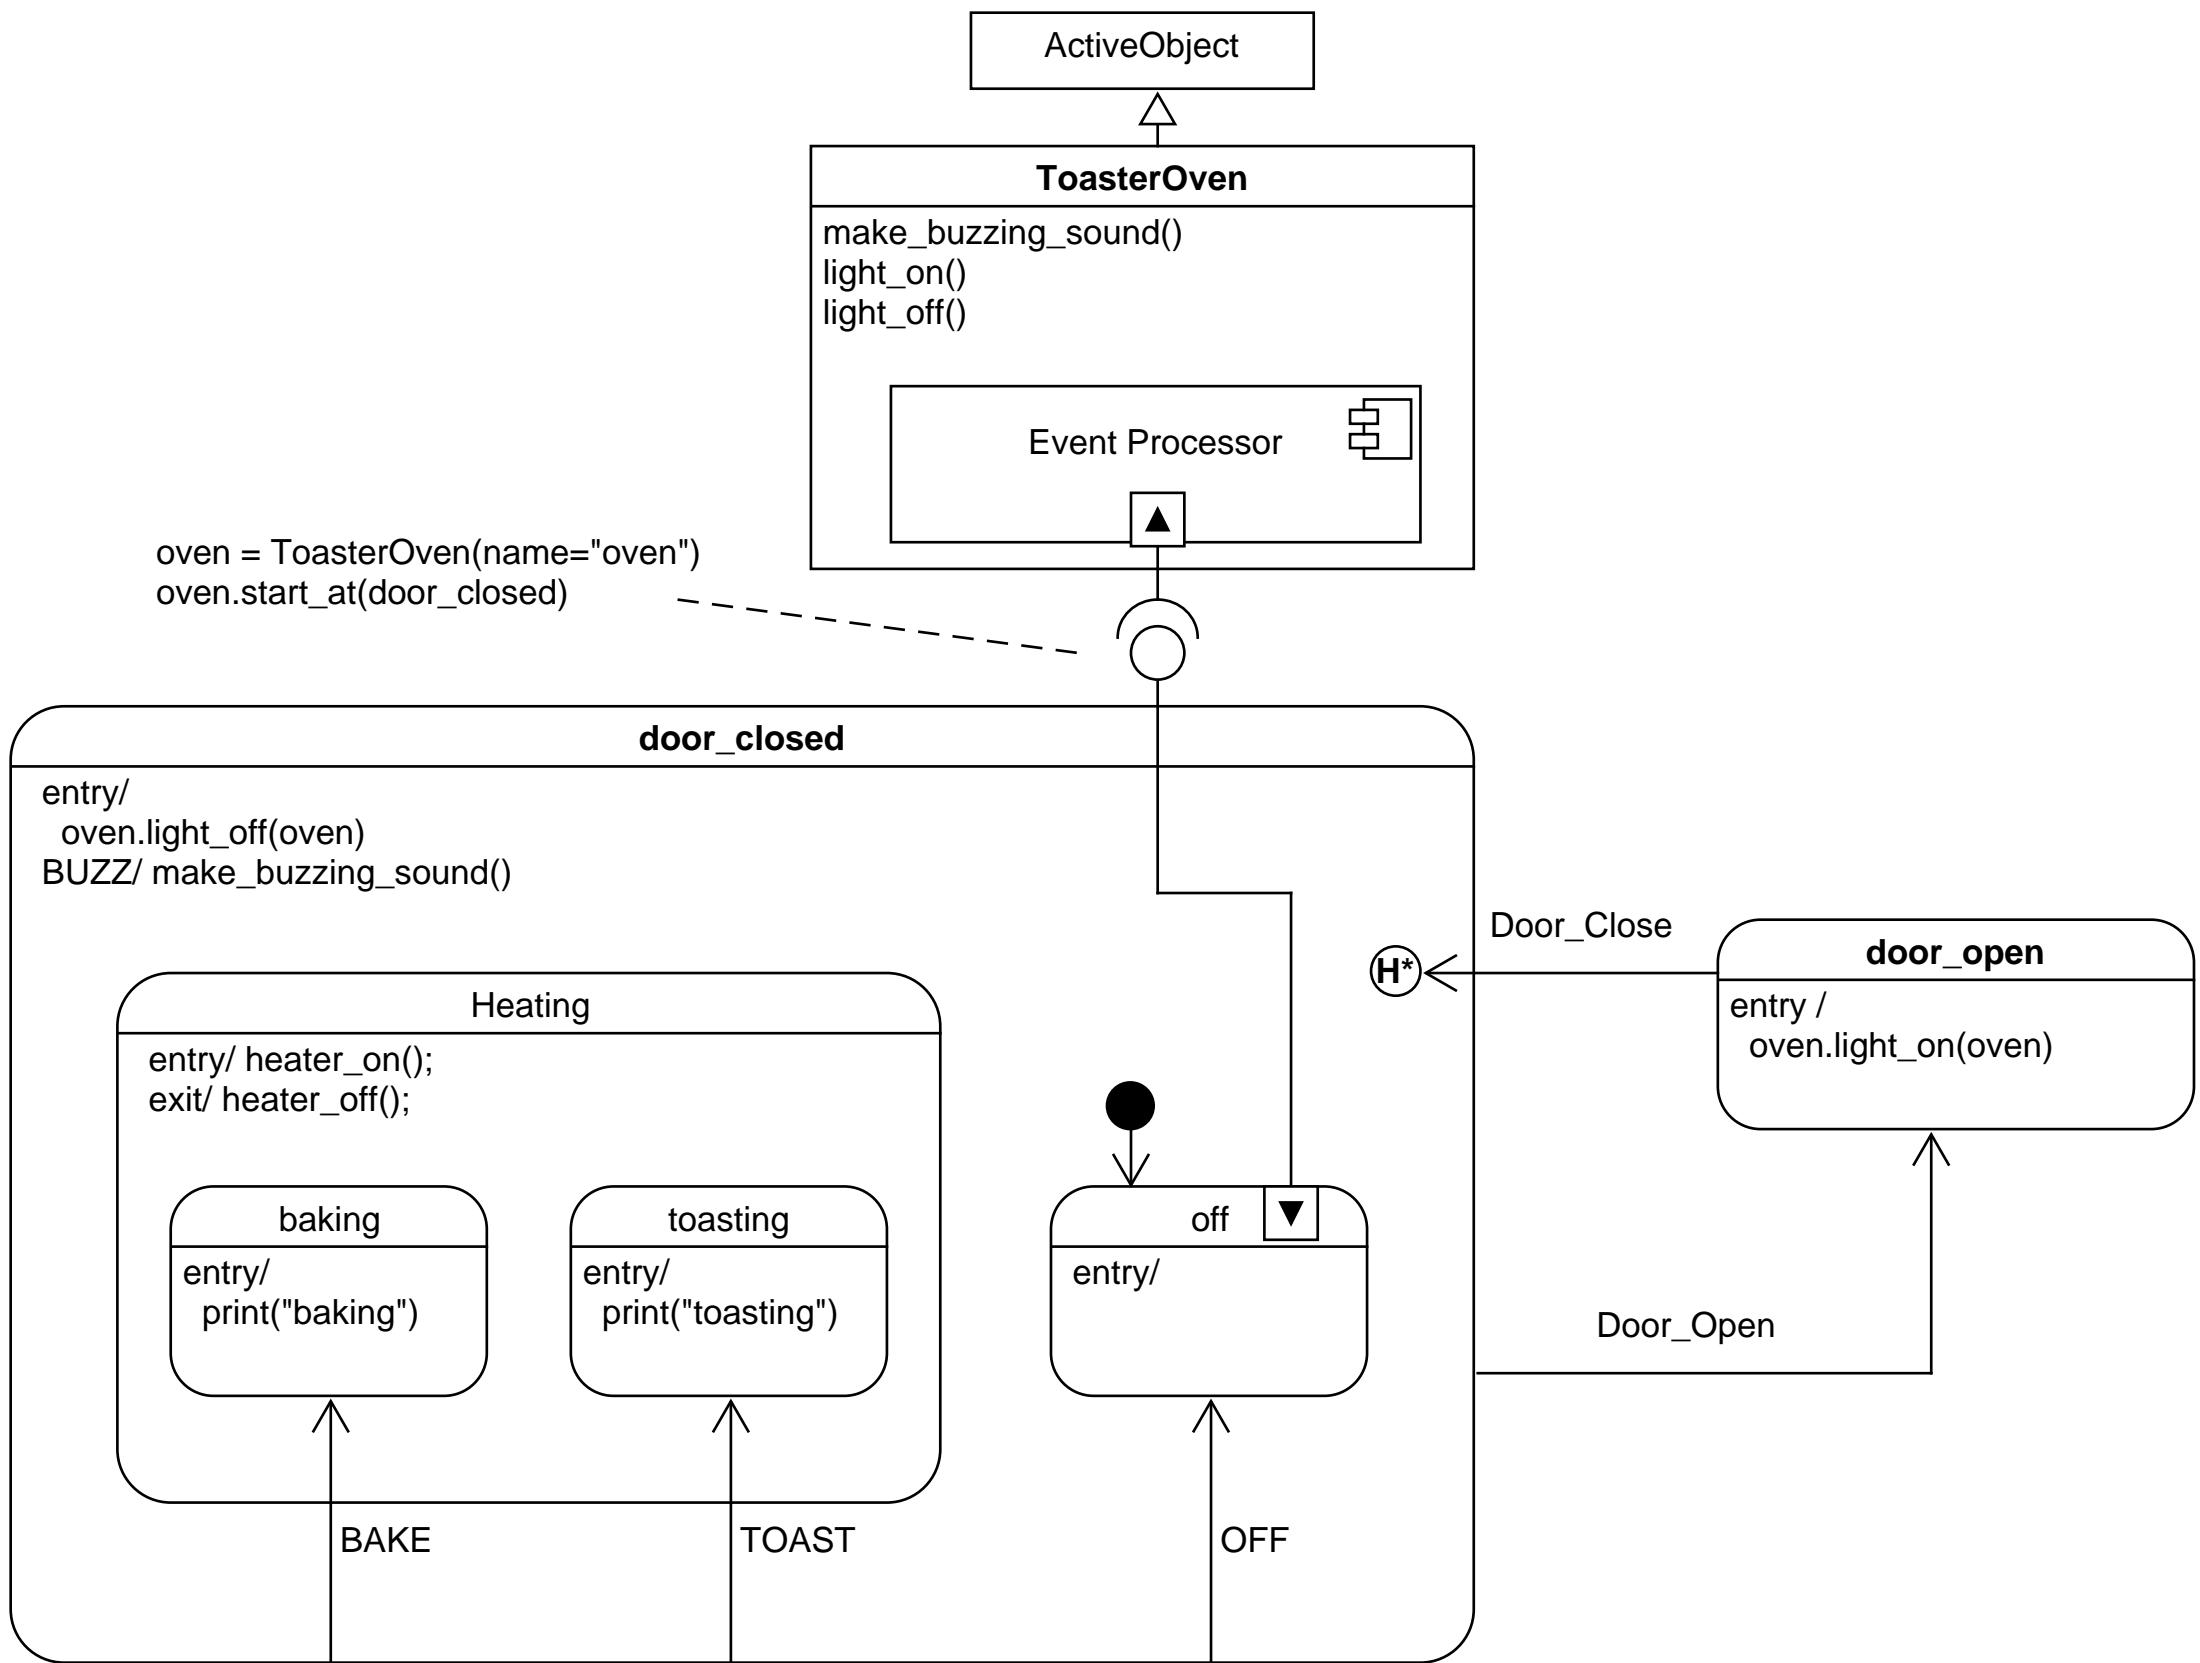 ActiveObject
ToasterOven
make_buzzing_sound()
light_on()
light_off()
Event Processor
oven = ToasterOven(name="oven")
oven.start_at(door_closed)
door_closed
entry/
oven.light_off(oven)
BUZZ/ make_buzzing_sound()
Door_Close
H*
door_open
entry /
oven.light_on(oven)
Heating
entry/ heater_on();
exit/ heater_off();
baking
entry/
print("baking")
toasting
entry/
print("toasting")
off
entry/
Door_Open
BAKE
TOAST
OFF